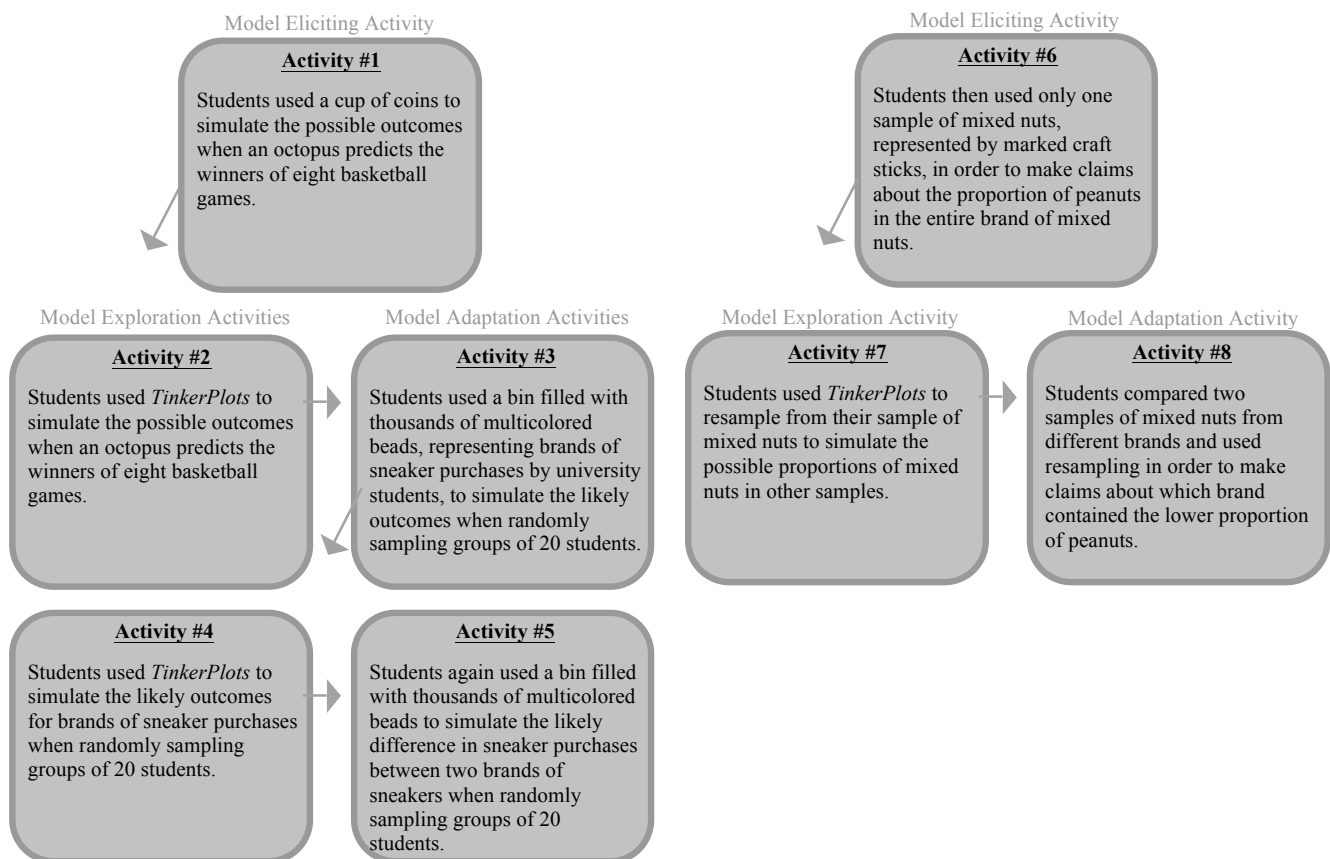 Model Eliciting Activity
Activity #1
Students used a cup of coins to
simulate the possible outcomes
when an octopus predicts the
winners of eight basketball
games.
Model Exploration Activities
Activity #2
Students used TinkerPlots to
simulate the possible outcomes
when an octopus predicts the
winners of eight basketball
games.
Model Adaptation Activities
Activity #3
Students used a bin filled with
thousands of multicolored
beads, representing brands of
sneaker purchases by university
students, to simulate the likely
outcomes when randomly
sampling groups of 20 students.
Activity #4
Students used TinkerPlots to
simulate the likely outcomes
for brands of sneaker purchases
when randomly sampling
groups of 20 students.
Activity #5
Students again used a bin filled
with thousands of multicolored
beads to simulate the likely
difference in sneaker purchases
between two brands of
sneakers when randomly
sampling groups of 20
students.
Model Eliciting Activity
Activity #6
Students then used only one
sample of mixed nuts,
represented by marked craft
sticks, in order to make claims
about the proportion of peanuts
in the entire brand of mixed
nuts.
Model Exploration Activity
Activity #7
Students used TinkerPlots to
resample from their sample of
mixed nuts to simulate the
possible proportions of mixed
nuts in other samples.
Model Adaptation Activity
Activity #8
Students compared two
samples of mixed nuts from
different brands and used
resampling in order to make
claims about which brand
contained the lower proportion
of peanuts.